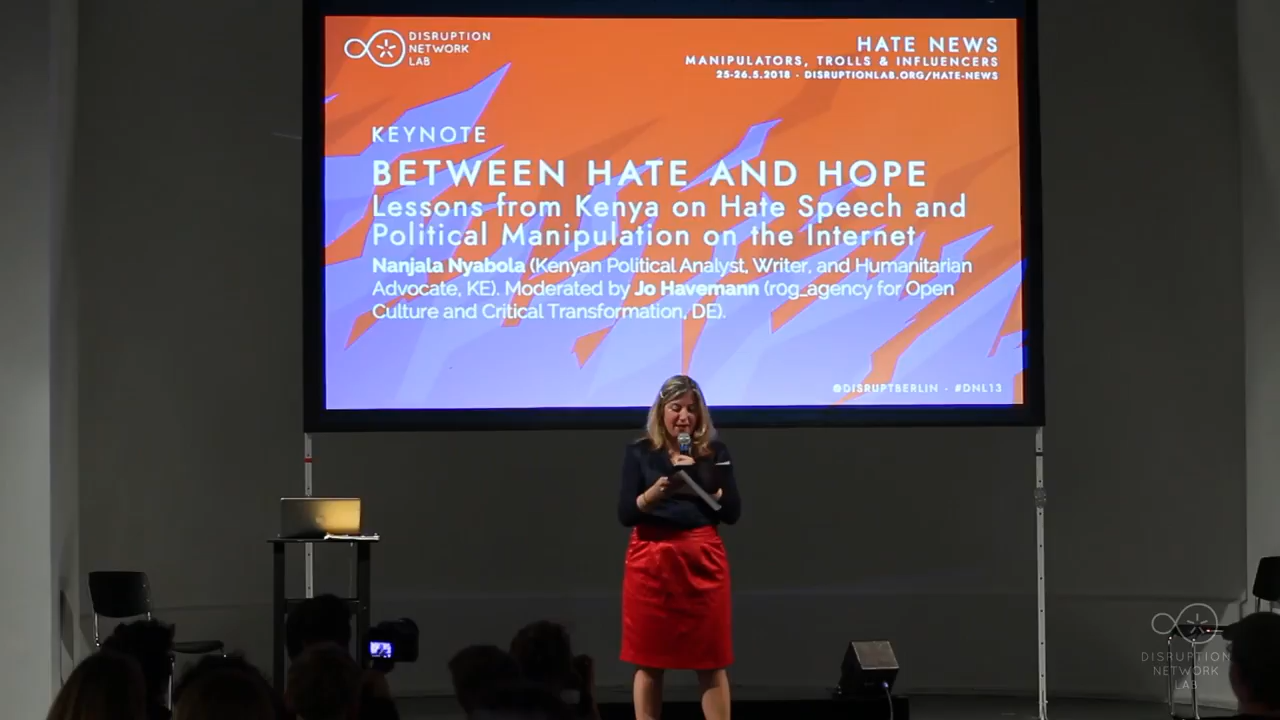 DISRUPTION
NETWORK
LAB
HATE NEWS
MANIPULATORS, TROLLS & INFLUENCERS
25-26.5.2018 · DISRUPTIONLAB.ORG/HATE-NEWS
KEYNOTE
BETWEEN HATE AND HOPE
Lessons from Kenya on Hate Speech and
Political Manipulation on the Internet
Nanjala Nyabola (Kenyan Political Analyst, Writer, and Humanitarian
Advocate, KE). Moderated by Jo Havemann (r0g_agency for Open
Culture and Critical Transformation, DE).
@DISRUPTBERLIN · #DNL13
DISRUPTION
NETWORK
LAB